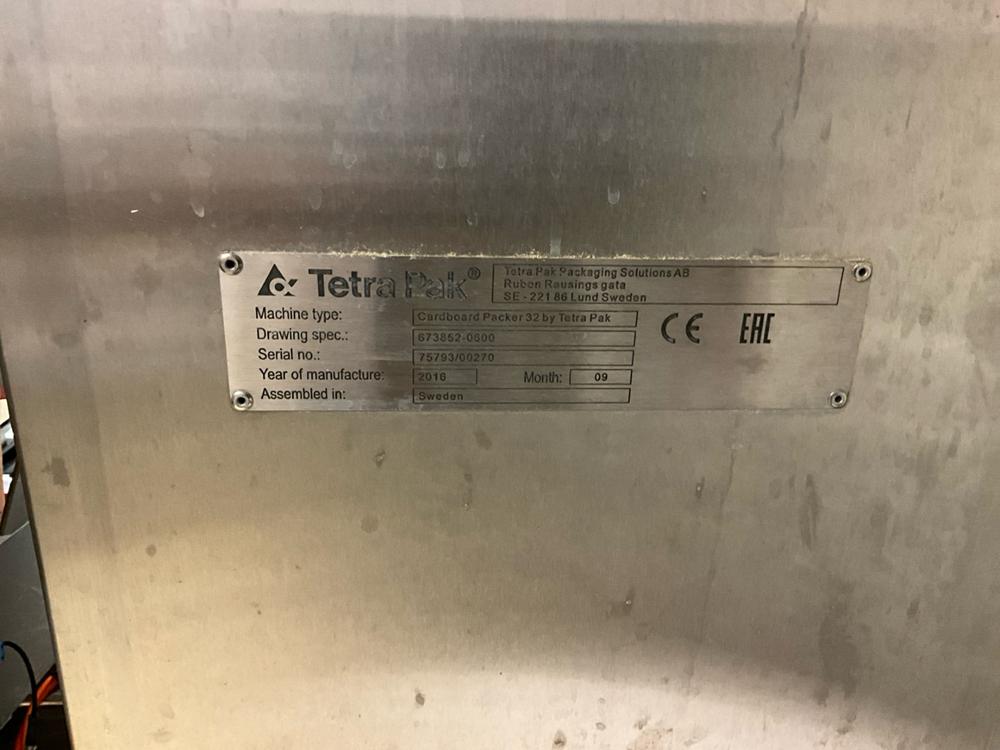 Tetra Pak®
Tetra Pak Packaging Solutions AB
Ruben Rausings gata
SE - 221 86 Lund Sweden
Machine type: Cardboard Packer 32 by Tetra Pak
Drawing spec.: 673852-0600
Serial no.: 75793/00270
Year of manufacture: 2016 Month: 09
Assembled in: Sweden
CE EAC